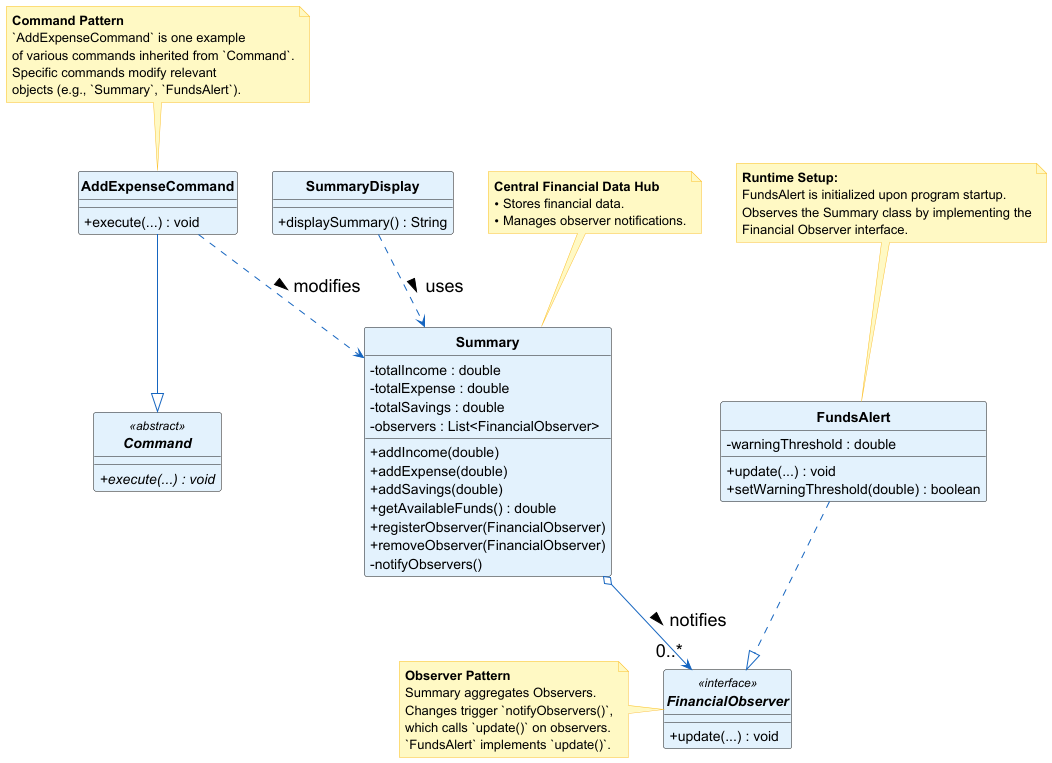 Command Pattern
`AddExpenseCommand` is one example
of various commands inherited from `Command`.
Specific commands modify relevant
objects (e.g., `Summary`, `FundsAlert`).
AddExpenseCommand
+execute(...) : void
SummaryDisplay
+displaySummary() : String
Central Financial Data Hub
• Stores financial data.
• Manages observer notifications.
Runtime Setup:
FundsAlert is initialized upon program startup.
Observes the Summary class by implementing the
Financial Observer interface.
modifies
uses
Summary
-totalIncome : double
-totalExpense : double
-totalSavings : double
-observers : List<FinancialObserver>
+addIncome(double)
+addExpense(double)
+addSavings(double)
+getAvailableFunds() : double
+registerObserver(FinancialObserver)
+removeObserver(FinancialObserver)
-notifyObservers()
«abstract»
Command
+execute(...) : void
FundsAlert
-warningThreshold : double
+update(...) : void
+setWarningThreshold(double) : boolean
notifies
0..*
Observer Pattern
Summary aggregates Observers.
Changes trigger `notifyObservers()`,
which calls `update()` on observers.
`FundsAlert` implements `update()`.
«interface»
FinancialObserver
+update(...) : void